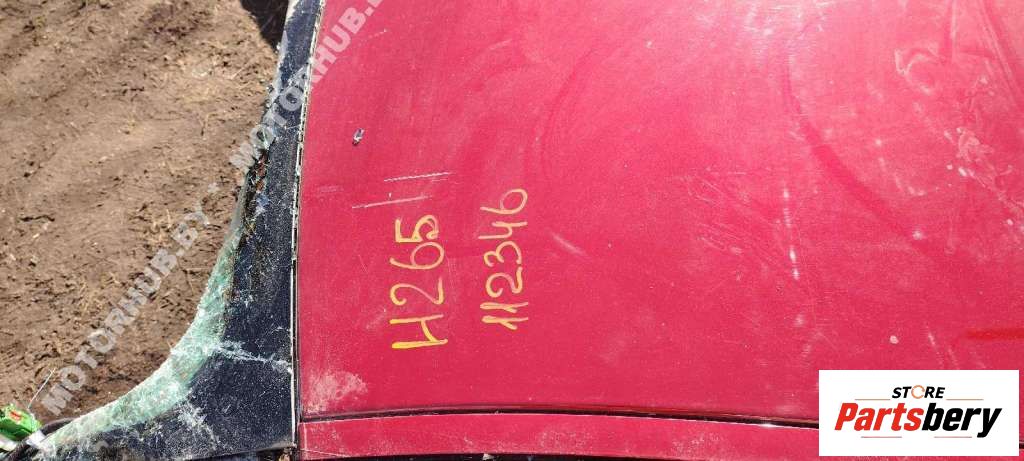 H265
112346
MOTORHUB.BY - MOTORHUB.BY
STORE
Partsbery